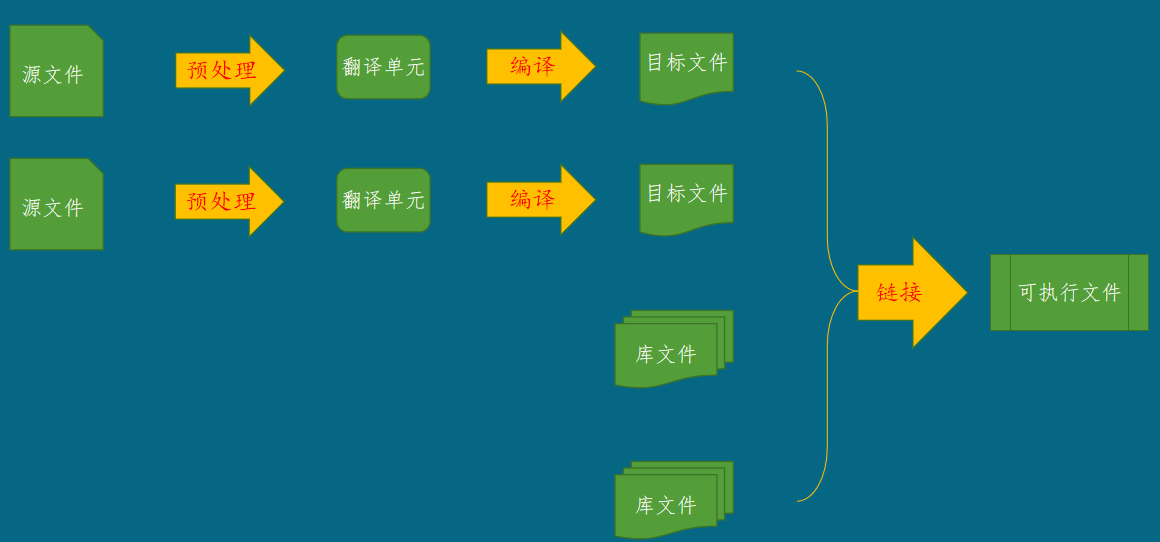 源文件
预处理
翻译单元
编译
目标文件
源文件
预处理
翻译单元
编译
目标文件
链接
可执行文件
库文件
库文件